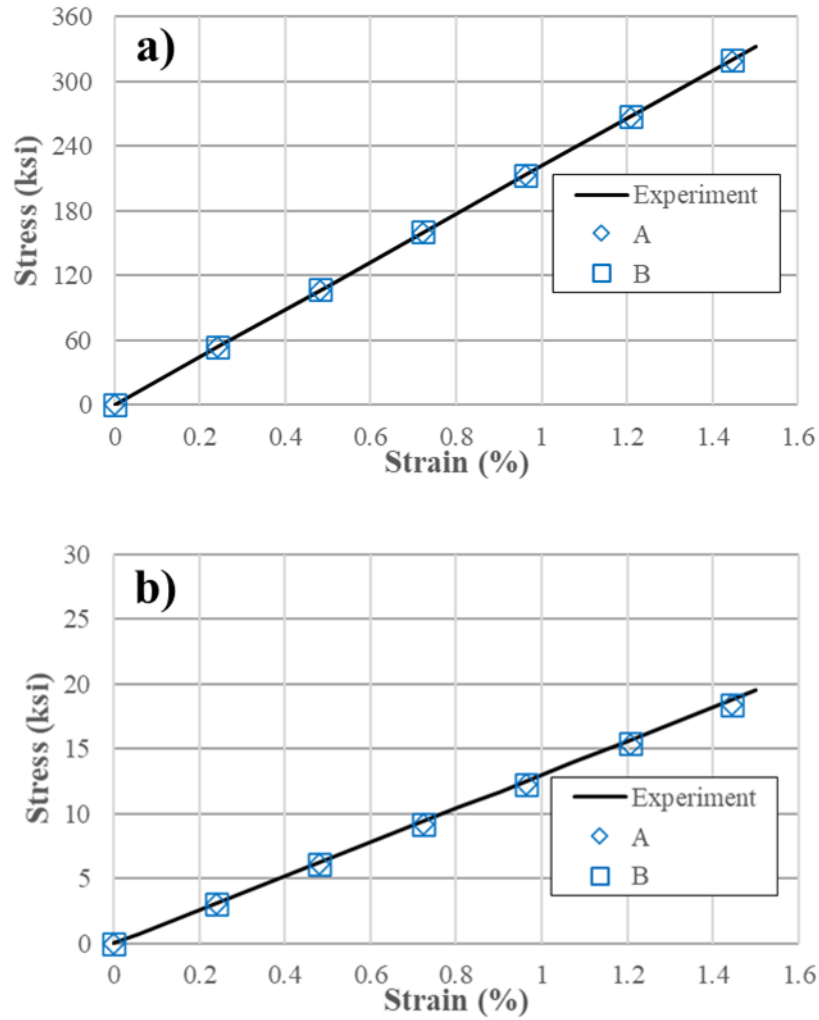 a)
Stress (ksi)
360
300
240
180
120
60
0
Experiment
A
B
0 0.2 0.4 0.6 0.8 1 1.2 1.4 1.6
Strain (%)
b)
Stress (ksi)
30
25
20
15
10
5
0
Experiment
A
B
0 0.2 0.4 0.6 0.8 1 1.2 1.4 1.6
Strain (%)